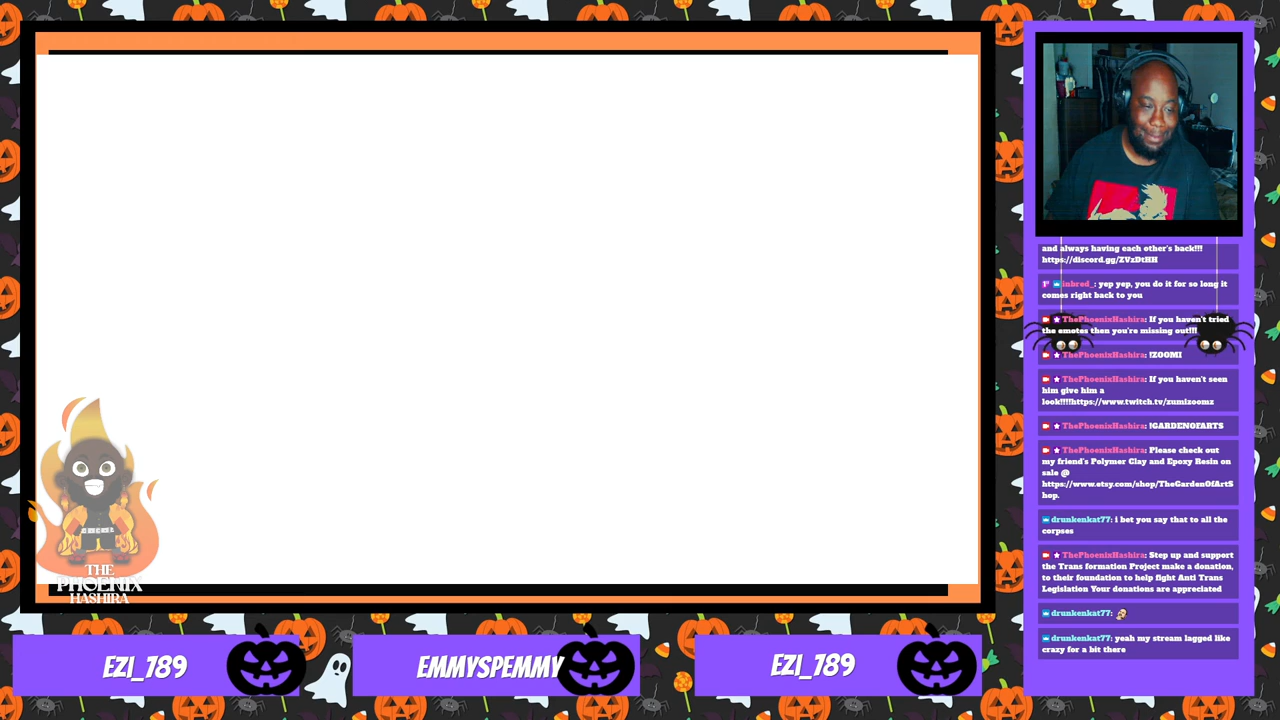 and always having each other's back!!!
https://discord.gg/ZVzDtHH
inbred_: yep yep, you do it for so long it
comes right back to you
ThePhoenixHashira: If you haven't tried
the emotes then you're missing out!!!
ThePhoenixHashira: !ZOOMI
ThePhoenixHashira: If you haven't seen
him give him a
look!!!!https://www.twitch.tv/zumizoomz
ThePhoenixHashira: !GARDENOFARTS
ThePhoenixHashira: Please check out
my friend's Polymer Clay and Epoxy Resin on
sale @
https://www.etsy.com/shop/TheGardenOfArtS
hop.
drunkenkat77: i bet you say that to all the
corpses
ThePhoenixHashira: Step up and support
the Trans formation Project make a donation,
to their foundation to help fight Anti Trans
Legislation Your donations are appreciated
drunkenkat77:
drunkenkat77: yeah my stream lagged like
crazy for a bit there
THE
PHOENIX
HASHIRA
EZI_789
EMMYSPEMMY
EZI_789